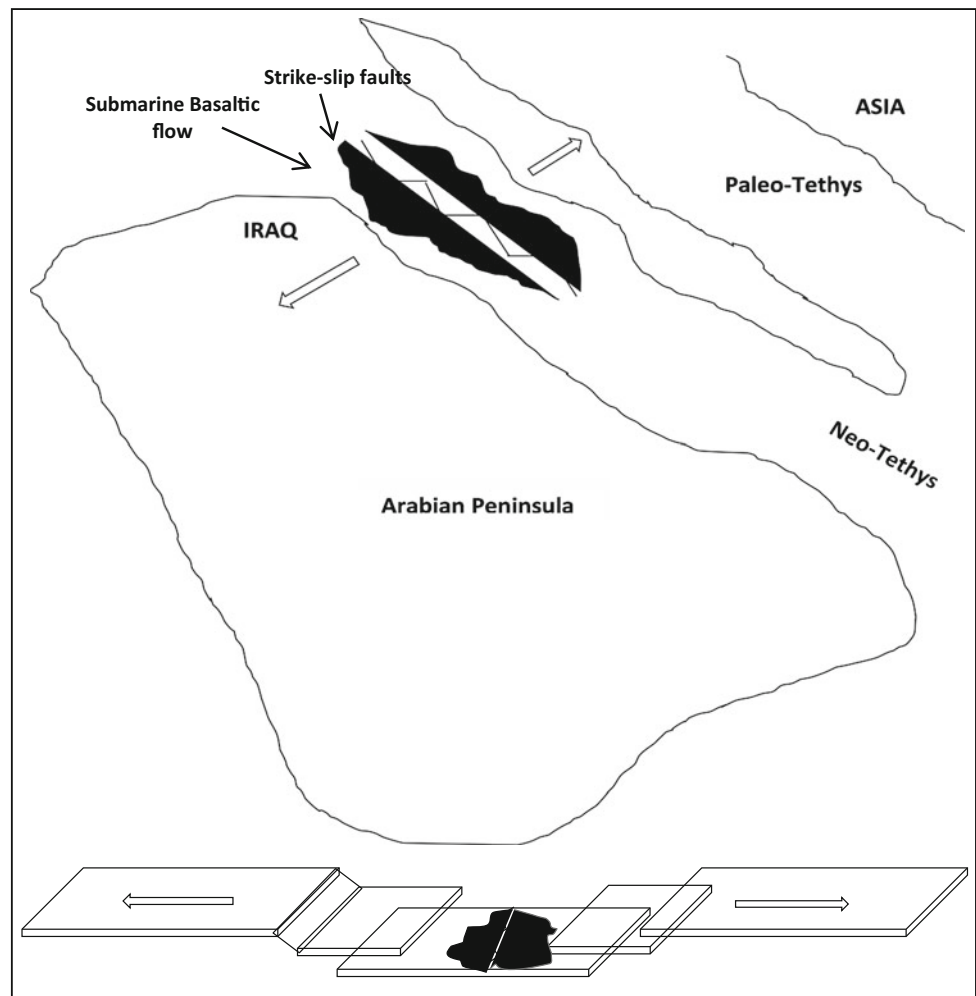 Strike-slip faults
Submarine Basaltic
flow
ASIA
Paleo-Tethys
IRAQ
Neo-Tethys
Arabian Peninsula